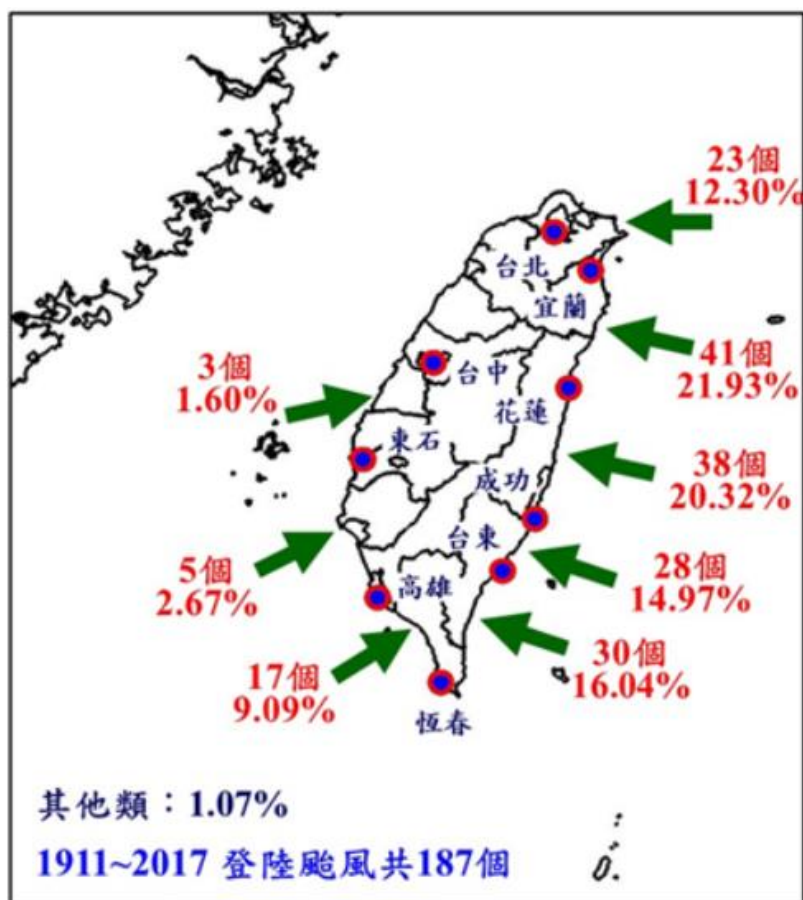 23個
12.30%
台北
宜蘭
41個
21.93%
3個
1.60%
台中
花蓮
東石
38個
20.32%
成功
台東
5個
2.67%
28個
14.97%
高雄
30個
16.04%
17個
9.09%
恆春
其他類：1.07%
1911~2017 登陸颱風共187個